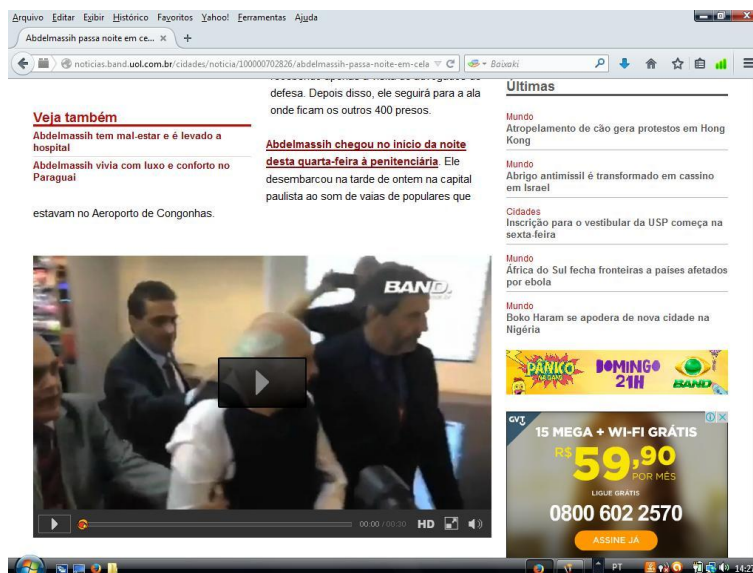 Arquivo Editar Exibir Histórico Favoritos Yahoo! Ferramentas Ajuda
Abdelmassih passa noite em ce... × +
noticias.band.uol.com.br/cidades/noticia/100000702826/abdelmassih-passa-noite-em-cela
Baixaki
defesa. Depois disso, ele seguirá para a ala
onde ficam os outros 400 presos.
Veja também
Abdelmassih tem mal-estar e é levado a
hospital
Abdelmassih vivia com luxo e conforto no
Paraguai
Abdelmassih chegou no início da noite
desta quarta-feira à penitenciária. Ele
desembarcou na tarde de ontem na capital
paulista ao som de vaias de populares que
estavam no Aeroporto de Congonhas.
BAND.
00:00 / 00:30 HD
Últimas
Mundo
Atropelamento de cão gera protestos em Hong
Kong
Mundo
Abrigo antimíssil é transformado em cassino
em Israel
Cidades
Inscrição para o vestibular da USP começa na
sexta-feira
Mundo
África do Sul fecha fronteiras a países afetados
por ebola
Mundo
Boko Haram se apodera de nova cidade na
Nigéria
PÂNICO
NA BAND
DOMINGO
21H
BAND
GVT
15 MEGA + WI-FI GRÁTIS
R$ 59,90
POR MÊS
LIGUE GRÁTIS
0800 602 2570
ASSINE JÁ
PT